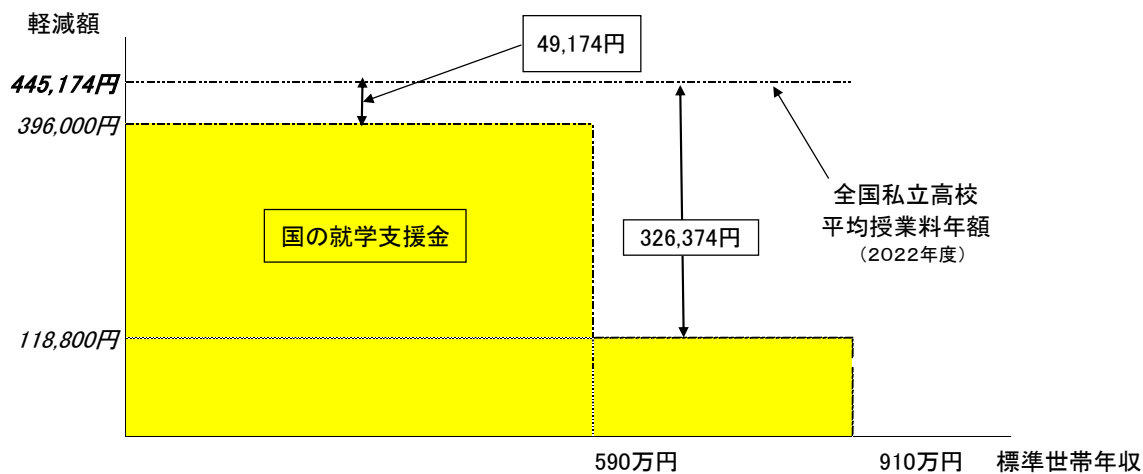 軽減額
49,174円
445,174円
396,000円
国の就学支援金
326,374円
全国私立高校
平均授業料年額
(2022年度)
118,800円
590万円
910万円
標準世帯年収